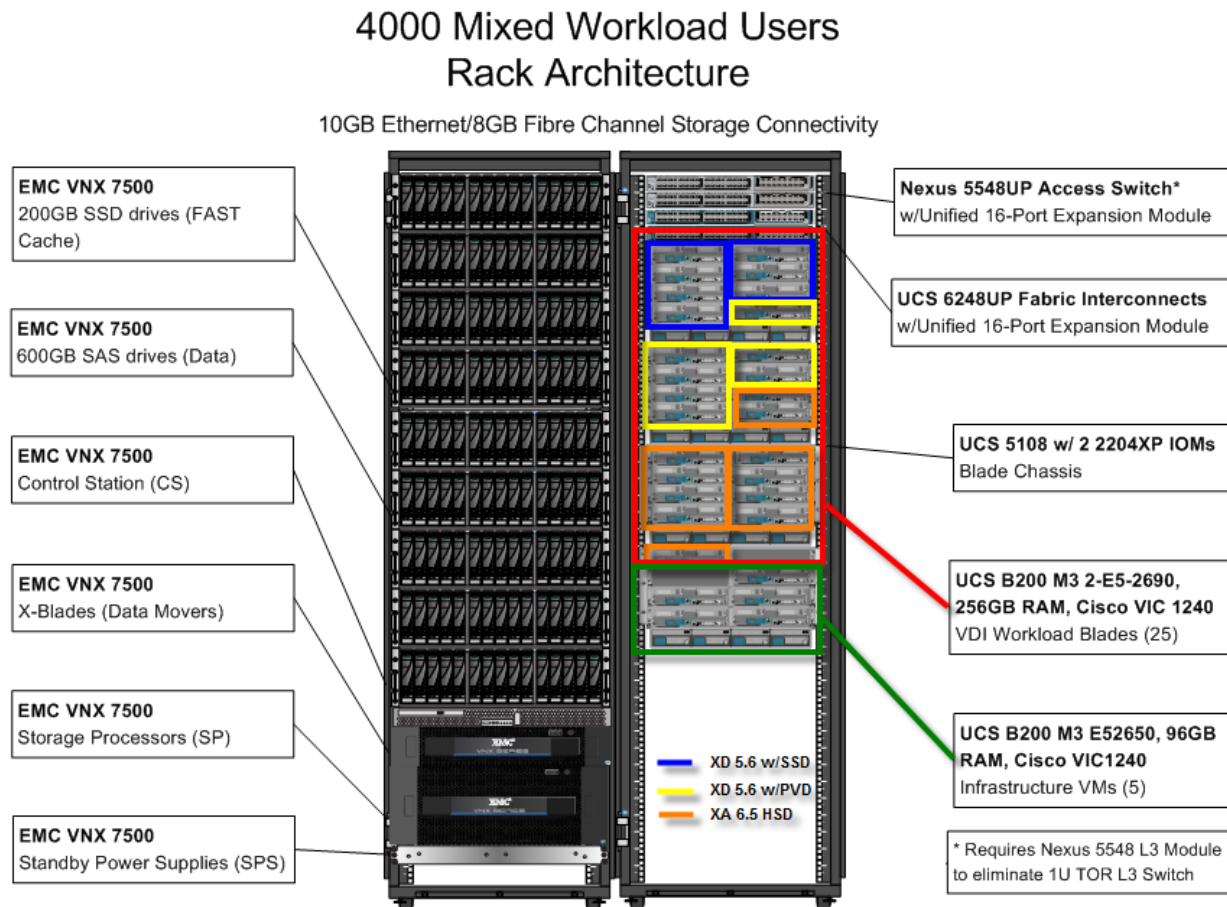 4000 Mixed Workload Users
Rack Architecture
10GB Ethernet/8GB Fibre Channel Storage Connectivity
EMC VNX 7500
200GB SSD drives (FAST
Cache)
EMC VNX 7500
600GB SAS drives (Data)
EMC VNX 7500
Control Station (CS)
EMC VNX 7500
X-Blades (Data Movers)
EMC VNX 7500
Storage Processors (SP)
EMC VNX 7500
Standby Power Supplies (SPS)
EMC²
VNX SERIES
EMC²
VNX SERIES
Nexus 5548UP Access Switch*
w/Unified 16-Port Expansion Module
UCS 6248UP Fabric Interconnects
w/Unified 16-Port Expansion Module
UCS 5108 w/ 2 2204XP IOMs
Blade Chassis
UCS B200 M3 2-E5-2690,
256GB RAM, Cisco VIC 1240
VDI Workload Blades (25)
UCS B200 M3 E52650, 96GB
RAM, Cisco VIC1240
Infrastructure VMs (5)
XD 5.6 w/SSD
XD 5.6 w/PVD
XA 6.5 HSD
* Requires Nexus 5548 L3 Module
to eliminate 1U TOR L3 Switch